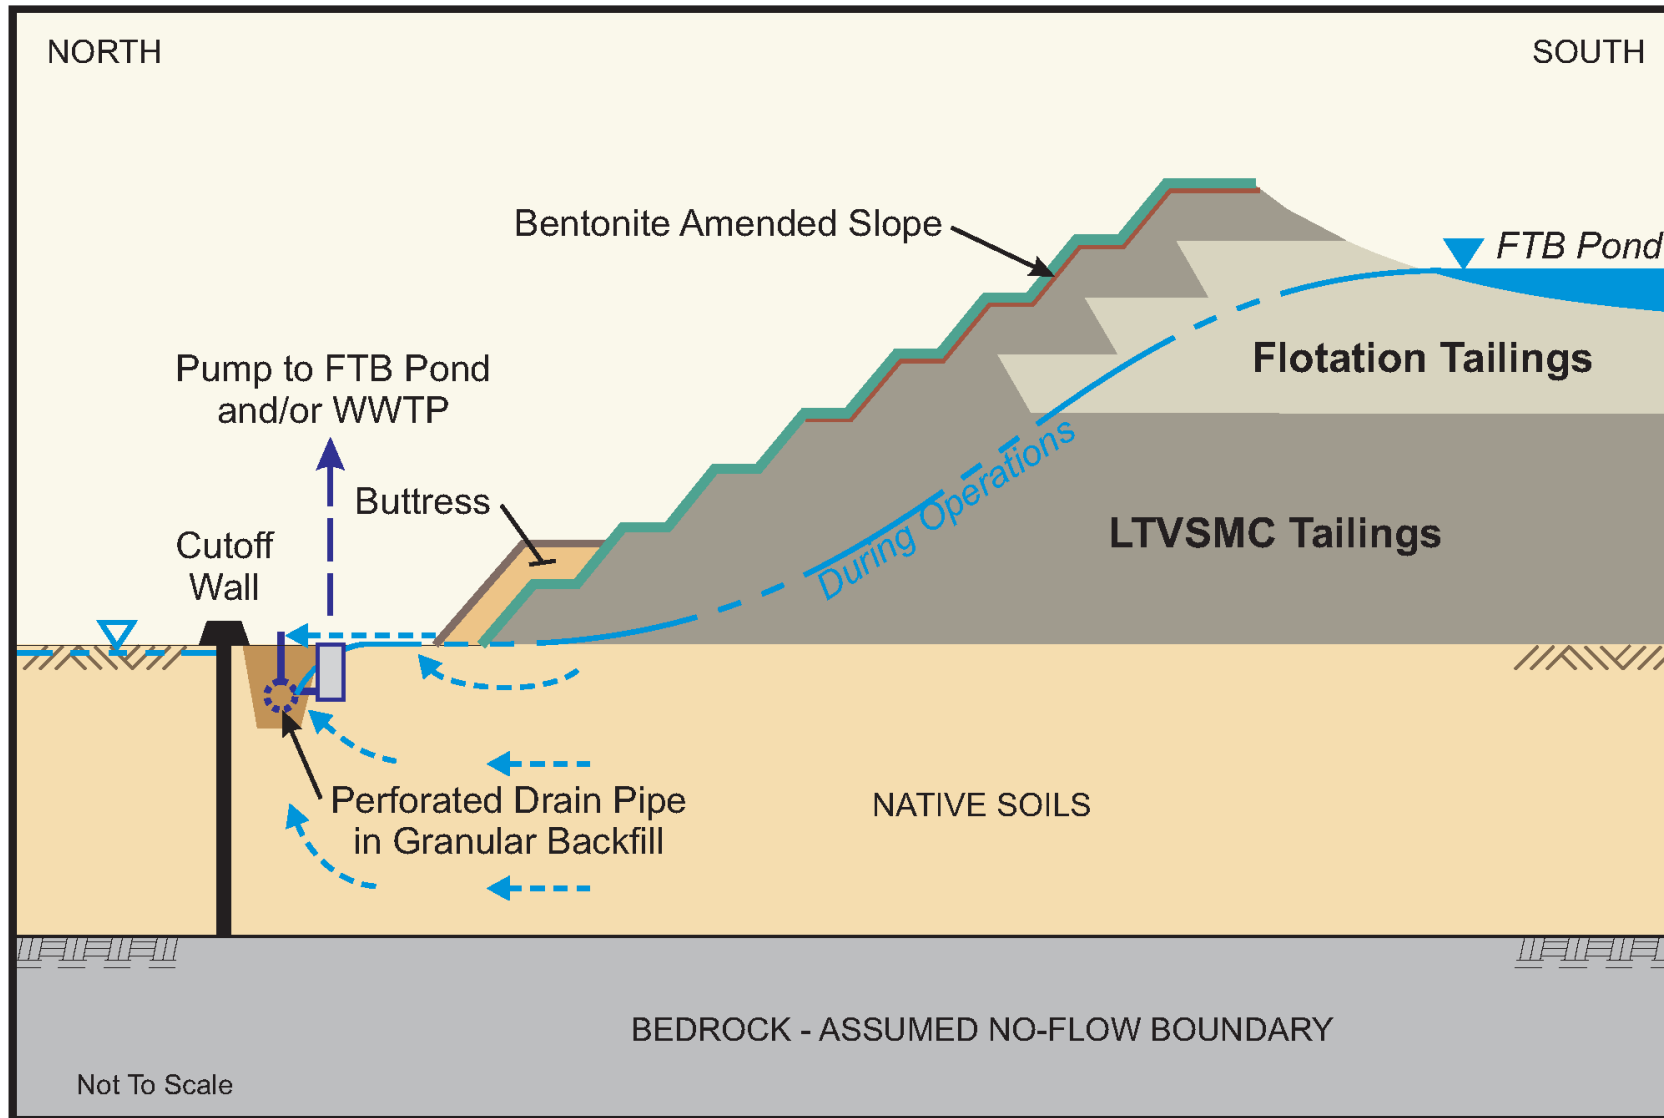 NORTH
SOUTH
Bentonite Amended Slope
FTB Pond
Pump to FTB Pond
and/or WWTP
Flotation Tailings
Buttress
During Operations
LTVSMC Tailings
Cutoff
Wall
Perforated Drain Pipe
in Granular Backfill
NATIVE SOILS
BEDROCK - ASSUMED NO-FLOW BOUNDARY
Not To Scale